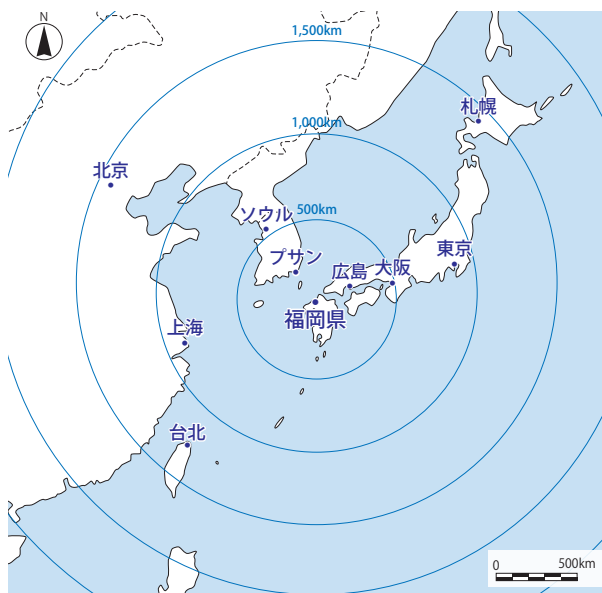 N
1,500km
札幌
1,000km
北京
500km
ソウル
東京
プサン
広島
大阪
福岡県
上海
台北
0
500km